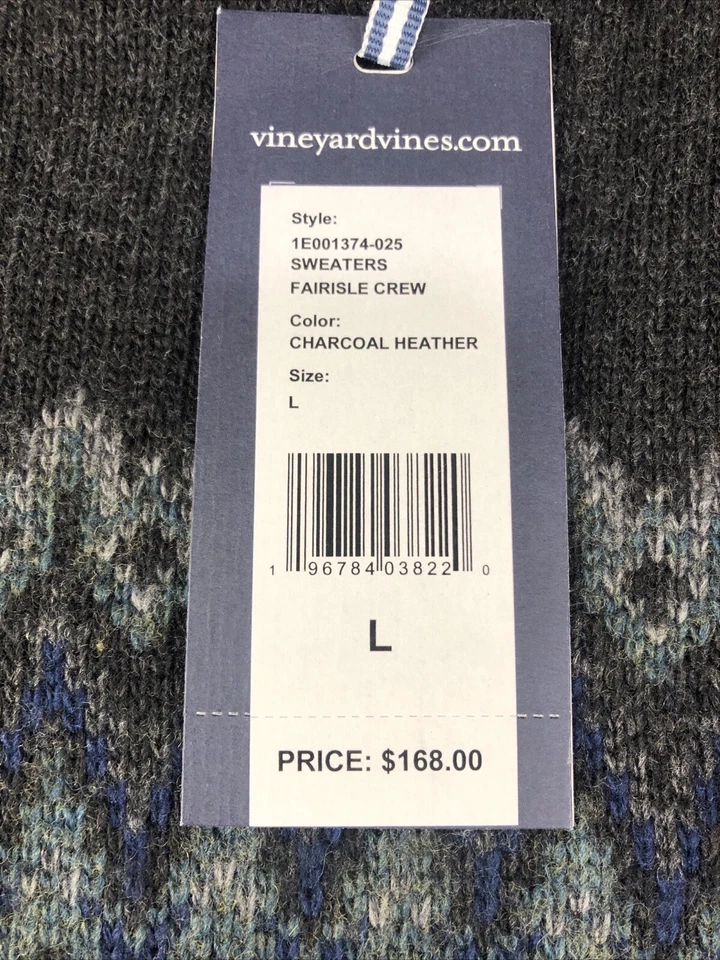 vineyardvines.com
Style:
1E001374-025
SWEATERS
FAIRISLE CREW
Color:
CHARCOAL HEATHER
Size:
L
1 96784 03822 0
L
PRICE: $168.00